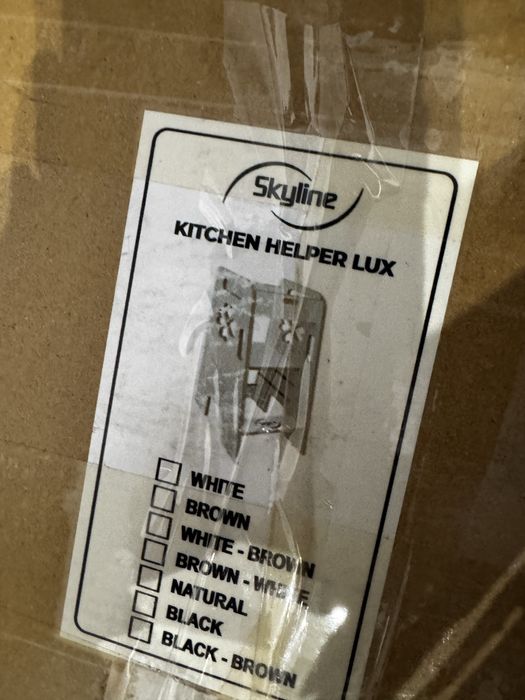 Skyline
KITCHEN HELPER LUX
WHITE
BROWN
WHITE - BROWN
BROWN - WHITE
NATURAL
BLACK
BLACK - BROWN